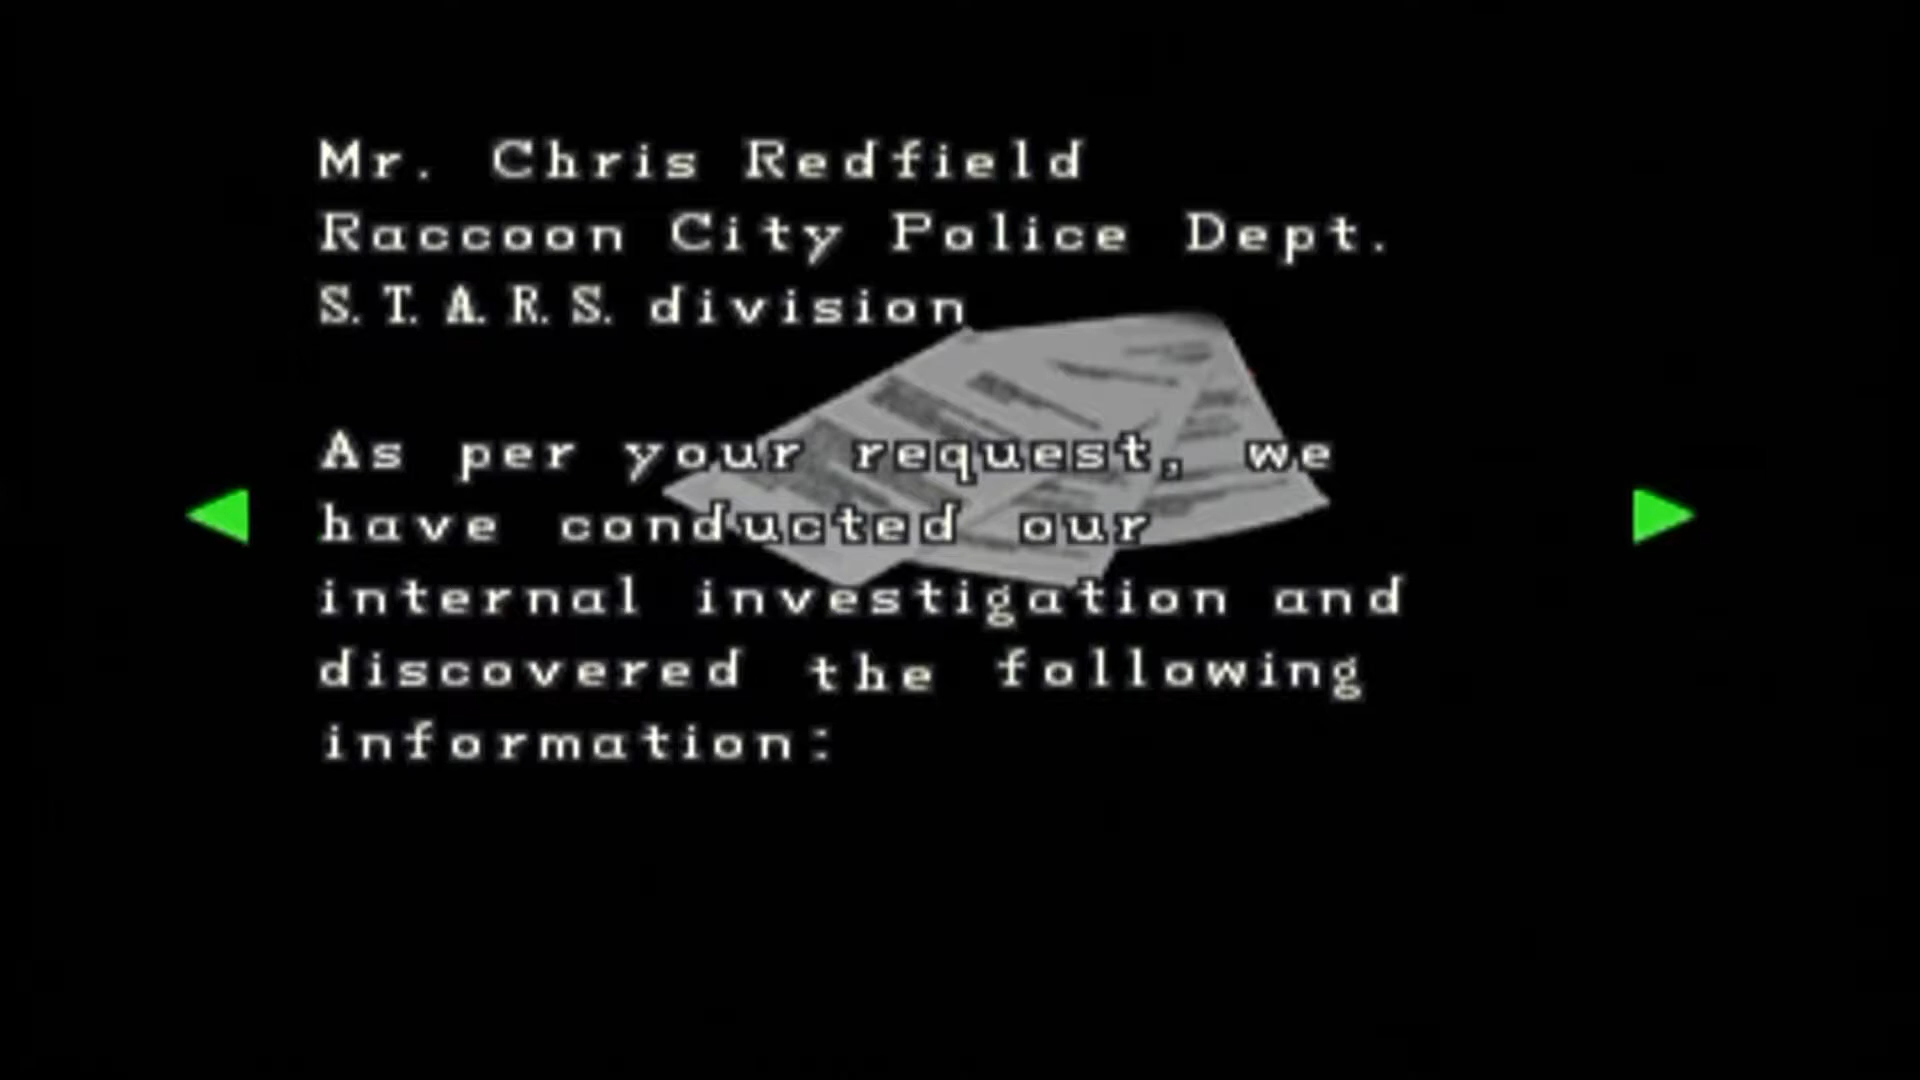 Mr. Chris Redfield
Raccoon City Police Dept.
S.T.A.R.S. division
As per your request, we
have conducted our
internal investigation and
discovered the following
information: